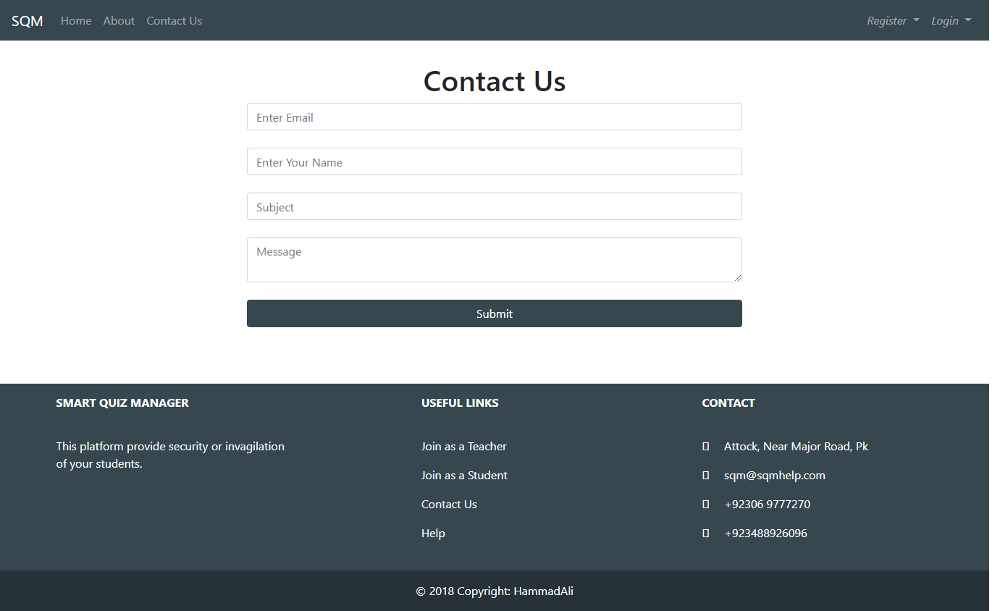 SQM Home About Contact Us Register Login
Contact Us
Enter Email
Enter Your Name
Subject
Message
Submit
SMART QUIZ MANAGER
This platform provide security or invagilation
of your students.
USEFUL LINKS
Join as a Teacher
Join as a Student
Contact Us
Help
CONTACT
Attock, Near Major Road, Pk
sqm@sqmhelp.com
+92306 9777270
+923488926096
© 2018 Copyright: HammadAli